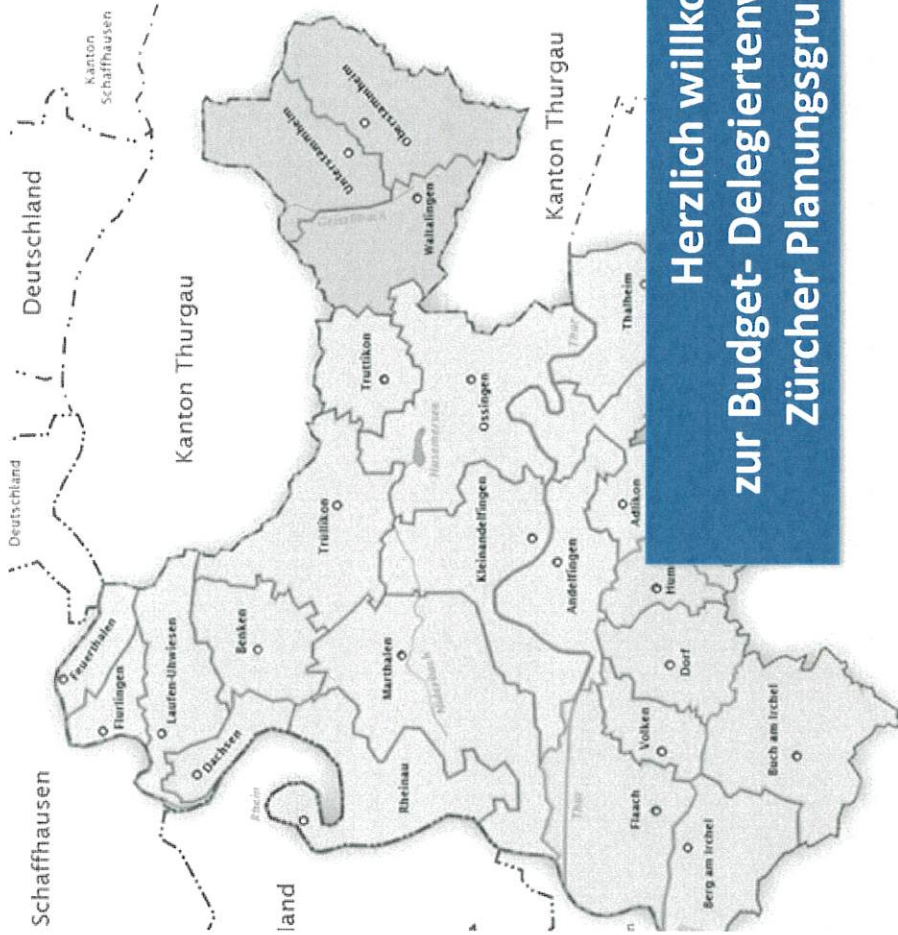 Deutschland
Deutschland
Kanton
Schaffhausen
Schaffhausen
Kanton Thurgau
Feuerthalen
Flurlingen
Laufen-Uhwiesen
Dachsen
Benken
Unterstammheim
Oberstammheim
Waltalingen
Trüllikon
Truttikon
Rhein
Marthalen
Rheinau
Husemersee
Ossingen
Kanton Thurgau
land
Kleinandelfingen
Thur
Thalheim
Andelfingen
Adlikon
Thur
Flaach
Volken
Dorf
Hum
Berg am Irchel
Buch am Irchel
n
Herzlich willko
zur Budget- Delegiertenv
Zürcher Planungsgru